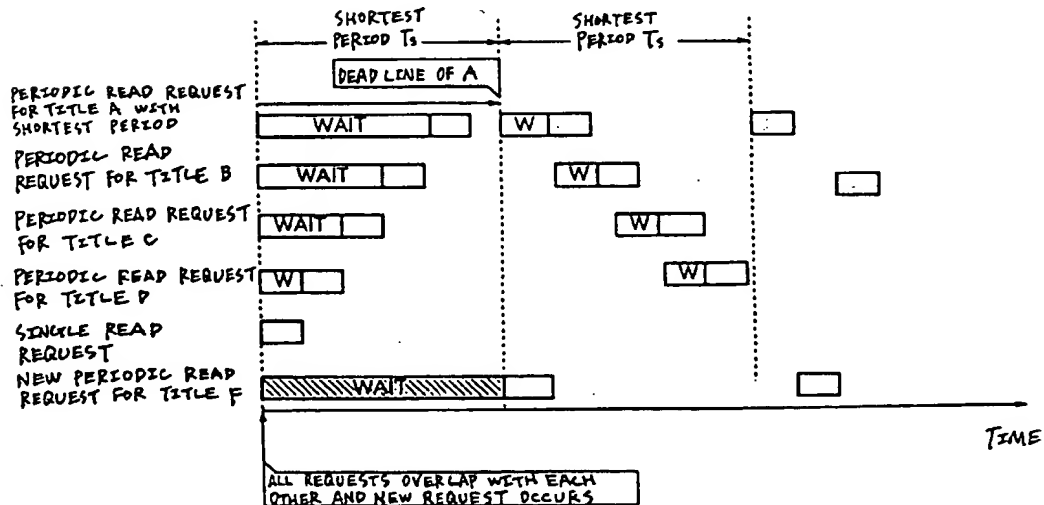 SHORTEST
PERIOD Ts
SHORTEST
PERIOD Ts
DEAD LINE OF A
PERIODIC READ REQUEST
FOR TITLE A WITH
SHORTEST PERIOD
WAIT
W
PERIODIC READ
REQUEST FOR TITLE B
WAIT
W
PERIODIC READ REQUEST
FOR TITLE C
WAIT
W
PERIODIC READ REQUEST
FOR TITLE D
W
W
SINGLE READ
REQUEST
NEW PERIODIC READ
REQUEST FOR TITLE F
WAIT
TIME
ALL REQUESTS OVERLAP WITH EACH
OTHER AND NEW REQUEST OCCURS